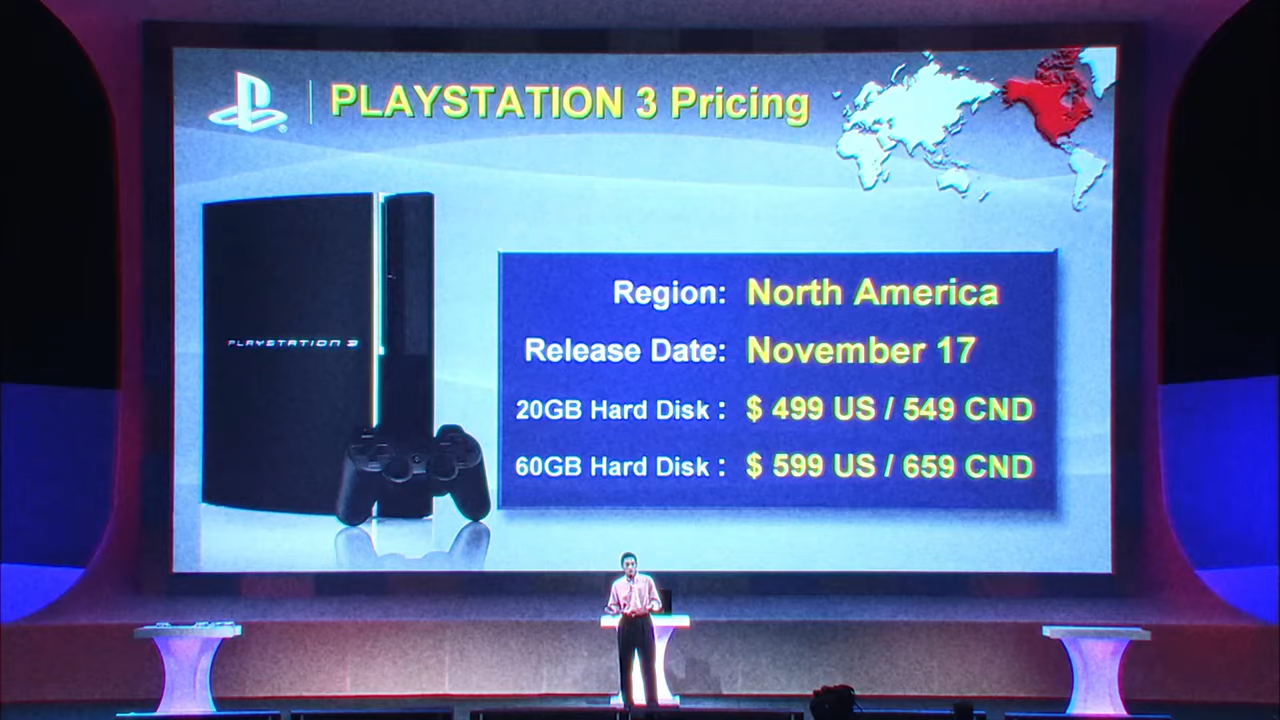 PLAYSTATION 3 Pricing
PLAYSTATION 3
Region: North America
Release Date: November 17
20GB Hard Disk : $ 499 US / 549 CND
60GB Hard Disk : $ 599 US / 659 CND